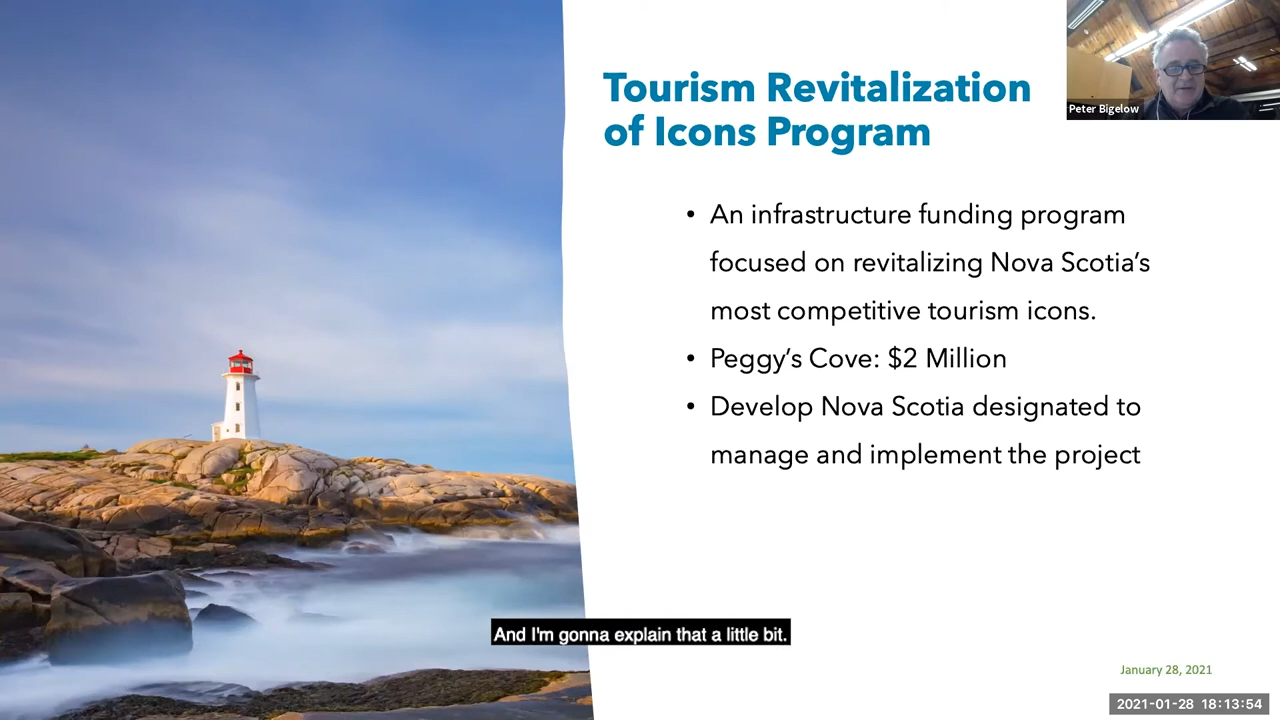 Tourism Revitalization
of Icons Program
Peter Bigelow
• An infrastructure funding program
focused on revitalizing Nova Scotia’s
most competitive tourism icons.
• Peggy’s Cove: $2 Million
• Develop Nova Scotia designated to
manage and implement the project
And I'm gonna explain that a little bit.
January 28, 2021
2021-01-28 18:13:54